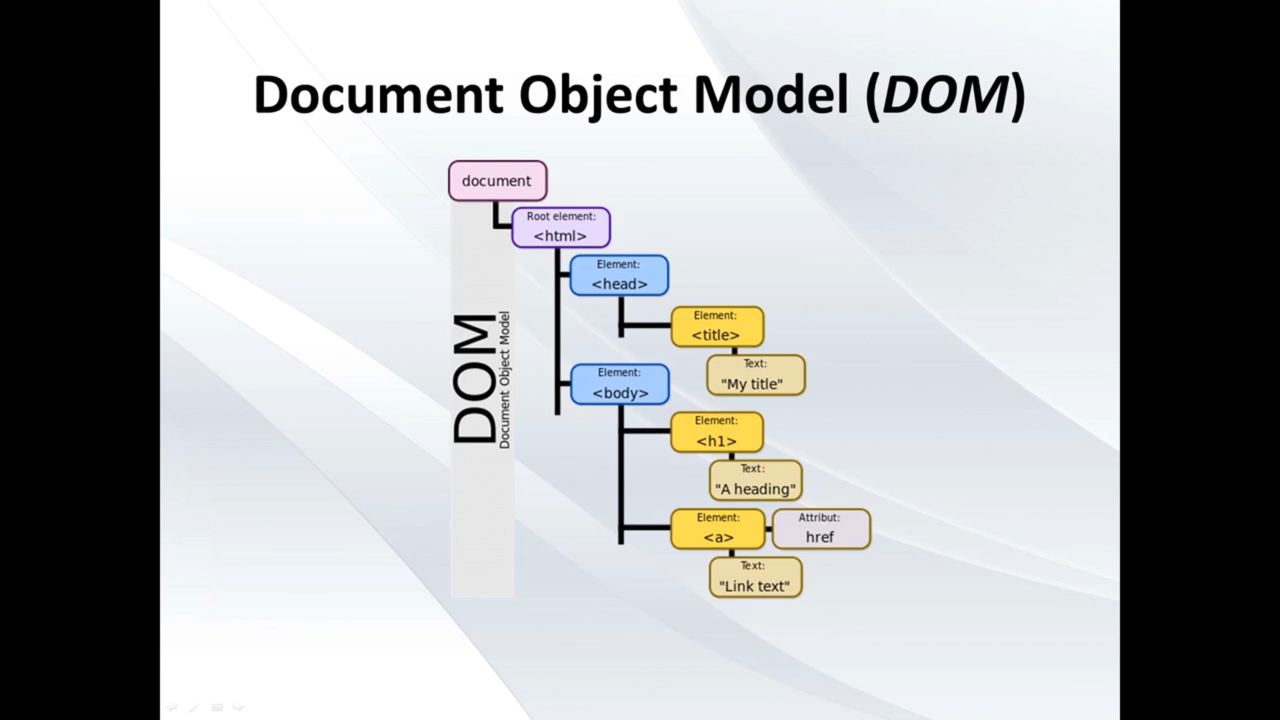 Document Object Model (DOM)
document
Root element:
<html>
Element:
<head>
Element:
<title>
Text:
"My title"
Element:
<body>
Element:
<h1>
Text:
"A heading"
Element:
<a>
Attribut:
href
Text:
"Link text"
DOM
Document Object Model